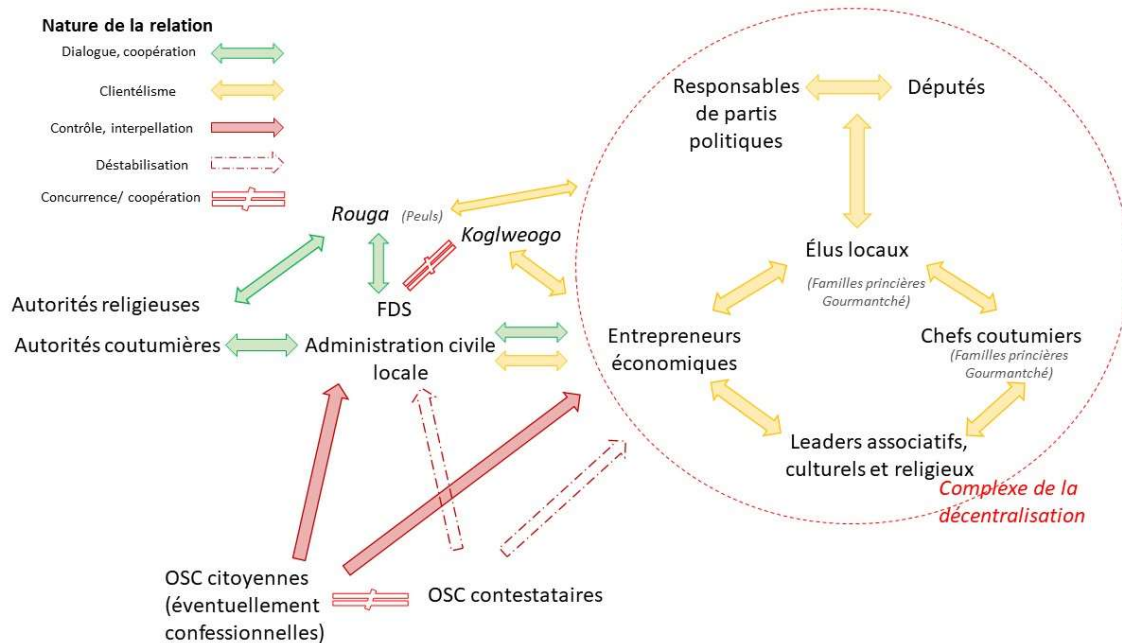 Nature de la relation
Dialogue, coopération
Clientélisme
Contrôle, interpellation
Déstabilisation
Concurrence/ coopération
Responsables
de partis
politiques
Députés
Rouga (Peuls)
Koglweogo
Élus locaux
(Familles princières
Gourmantché)
Autorités religieuses
FDS
Autorités coutumières
Administration civile
locale
Entrepreneurs
économiques
Chefs coutumiers
(Familles princières
Gourmantché)
Leaders associatifs,
culturels et religieux
Complexe de la
décentralisation
OSC citoyennes
(éventuellement
confessionnelles)
OSC contestataires